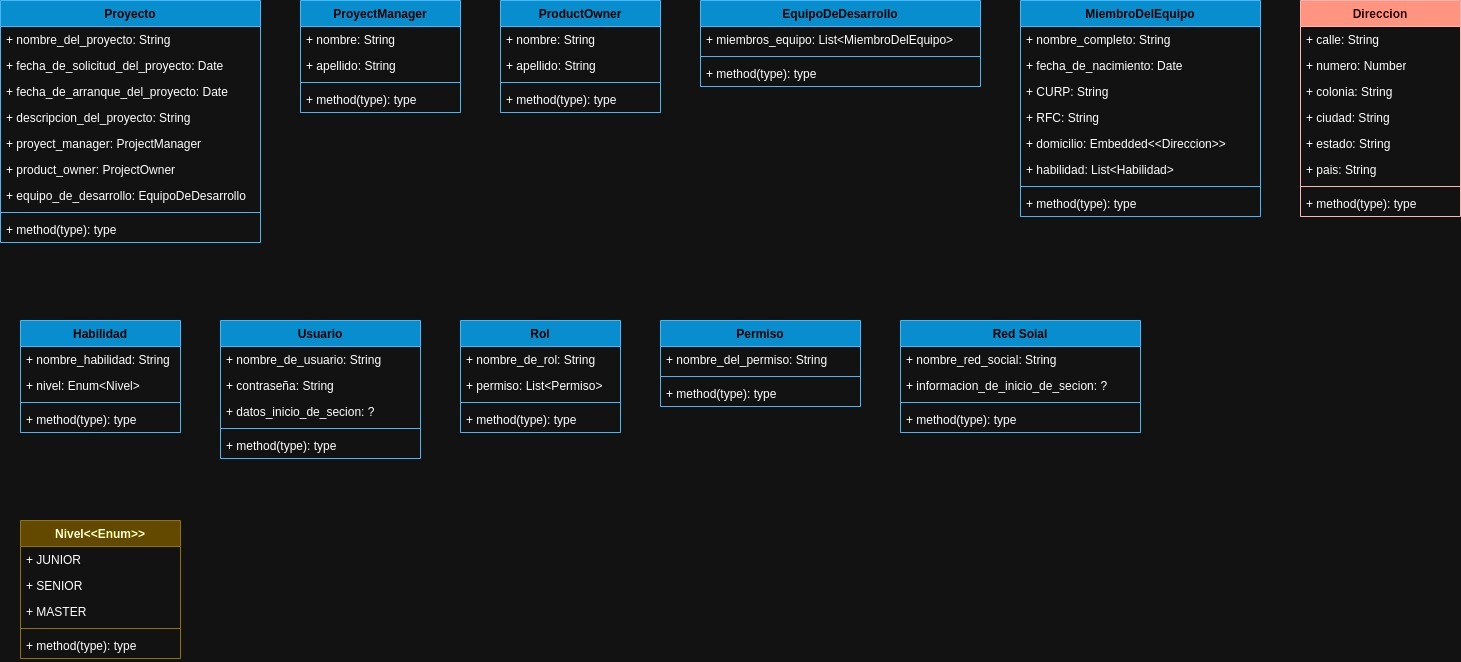 Proyecto
+ nombre_del_proyecto: String
+ fecha_de_solicitud_del_proyecto: Date
+ fecha_de_arranque_del_proyecto: Date
+ descripcion_del_proyecto: String
+ proyect_manager: ProjectManager
+ product_owner: ProjectOwner
+ equipo_de_desarrollo: EquipoDeDesarrollo
+ method(type): type
ProyectManager
+ nombre: String
+ apellido: String
+ method(type): type
ProductOwner
+ nombre: String
+ apellido: String
+ method(type): type
EquipoDeDesarrollo
+ miembros_equipo: List<MiembroDelEquipo>
+ method(type): type
MiembroDelEquipo
+ nombre_completo: String
+ fecha_de_nacimiento: Date
+ CURP: String
+ RFC: String
+ domicilio: Embedded<<Direccion>>
+ habilidad: List<Habilidad>
+ method(type): type
Direccion
+ calle: String
+ numero: Number
+ colonia: String
+ ciudad: String
+ estado: String
+ pais: String
+ method(type): type
Habilidad
+ nombre_habilidad: String
+ nivel: Enum<Nivel>
+ method(type): type
Usuario
+ nombre_de_usuario: String
+ contraseña: String
+ datos_inicio_de_secion: ?
+ method(type): type
Rol
+ nombre_de_rol: String
+ permiso: List<Permiso>
+ method(type): type
Permiso
+ nombre_del_permiso: String
+ method(type): type
Red Soial
+ nombre_red_social: String
+ informacion_de_inicio_de_secion: ?
+ method(type): type
Nivel<<Enum>>
+ JUNIOR
+ SENIOR
+ MASTER
+ method(type): type